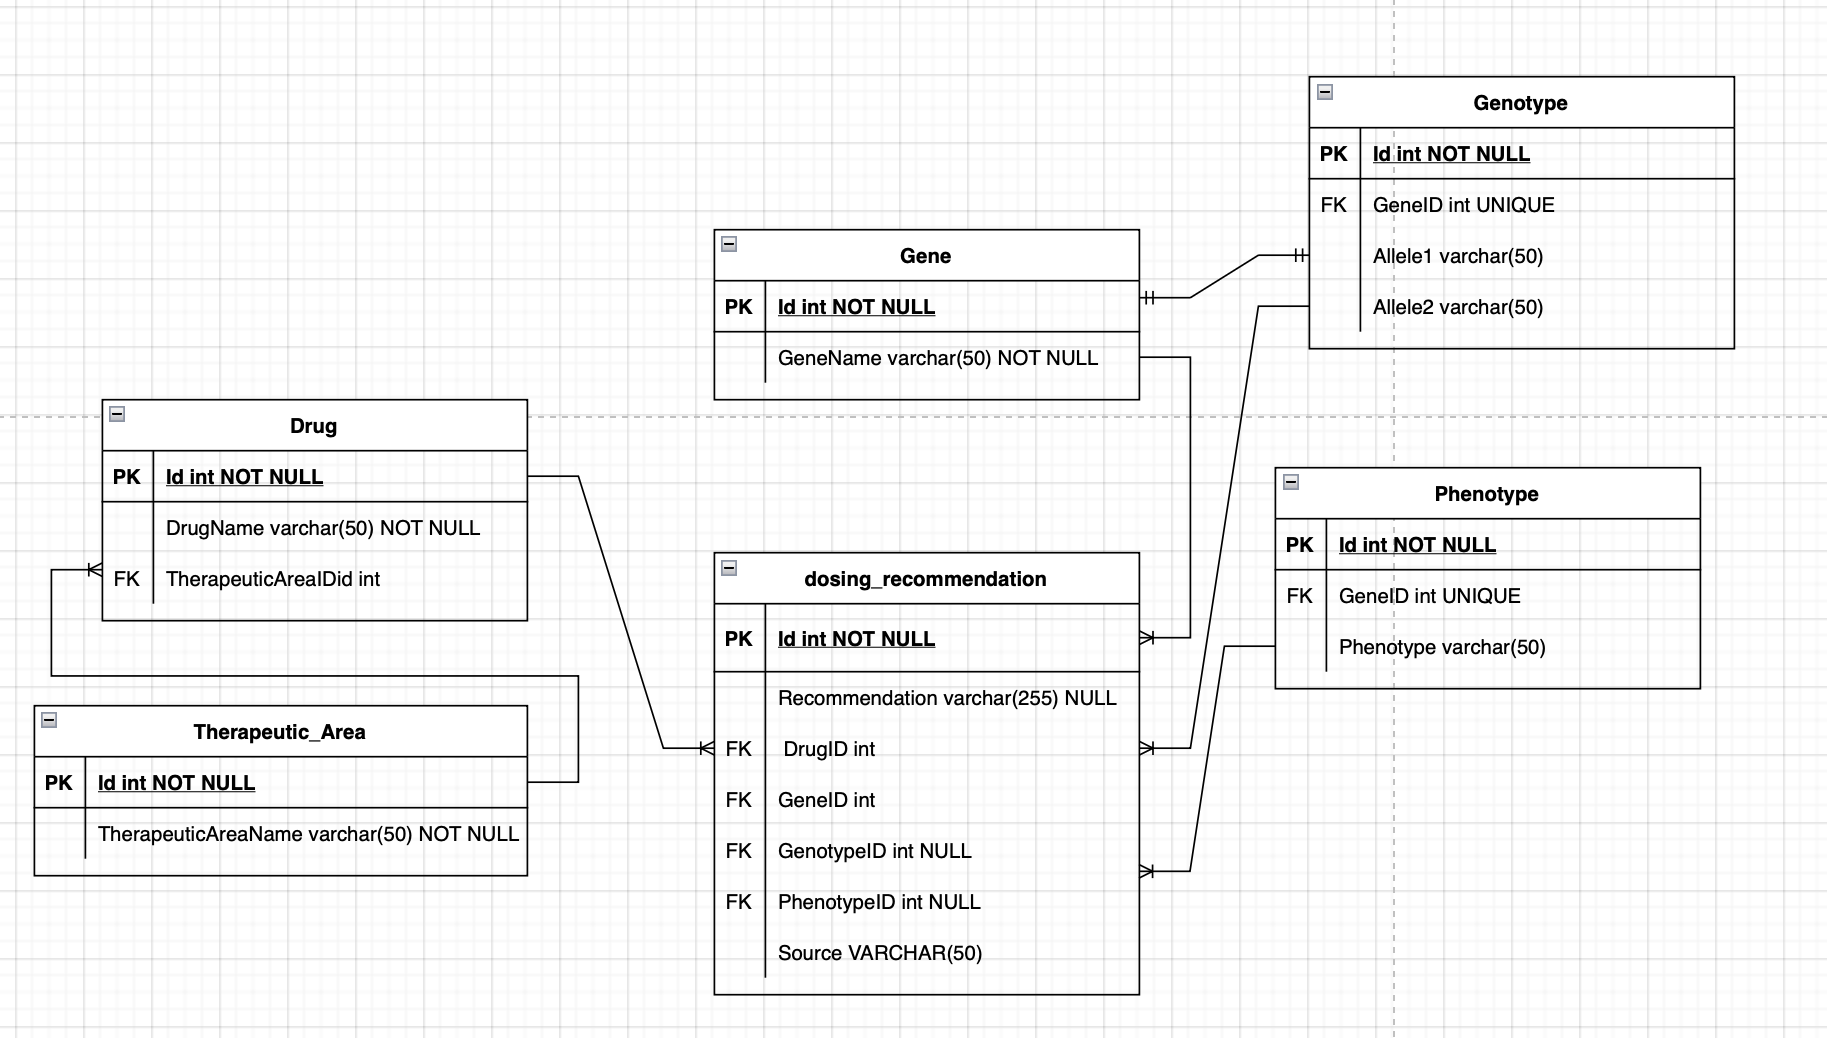 Genotype
PK Id int NOT NULL
FK GeneID int UNIQUE
Allele1 varchar(50)
Allele2 varchar(50)
Gene
PK Id int NOT NULL
GeneName varchar(50) NOT NULL
Drug
PK Id int NOT NULL
DrugName varchar(50) NOT NULL
FK TherapeuticAreaIDid int
Phenotype
PK Id int NOT NULL
FK GeneID int UNIQUE
Phenotype varchar(50)
dosing_recommendation
PK Id int NOT NULL
Recommendation varchar(255) NULL
FK DrugID int
FK GeneID int
FK GenotypeID int NULL
FK PhenotypeID int NULL
Source VARCHAR(50)
Therapeutic_Area
PK Id int NOT NULL
TherapeuticAreaName varchar(50) NOT NULL